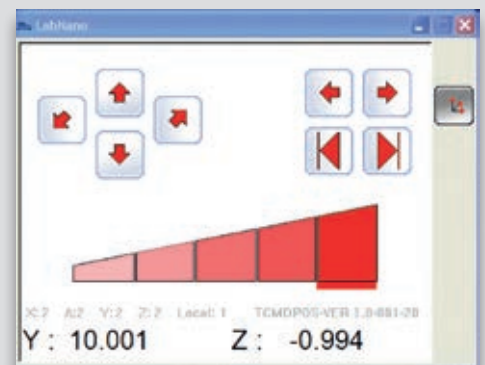 LabNano
X:2 A:2 Y:2 Z:2 Local: 1 TCMDPOS-VER 1.0-081-20
Y : 10.001 Z : -0.994